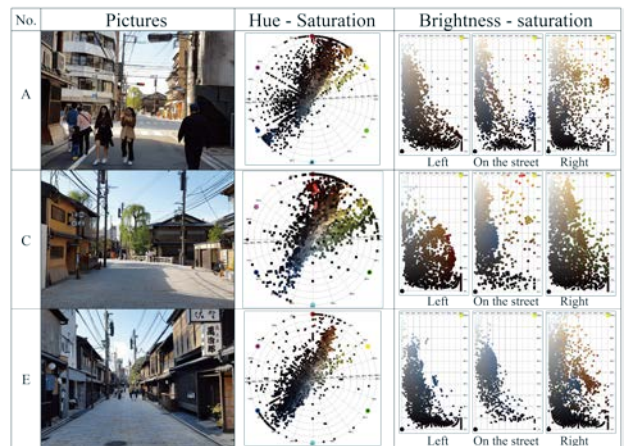 No. Pictures Hue - Saturation Brightness - saturation
A
Left On the street Right
C
Left On the street Right
E
Left On the street Right